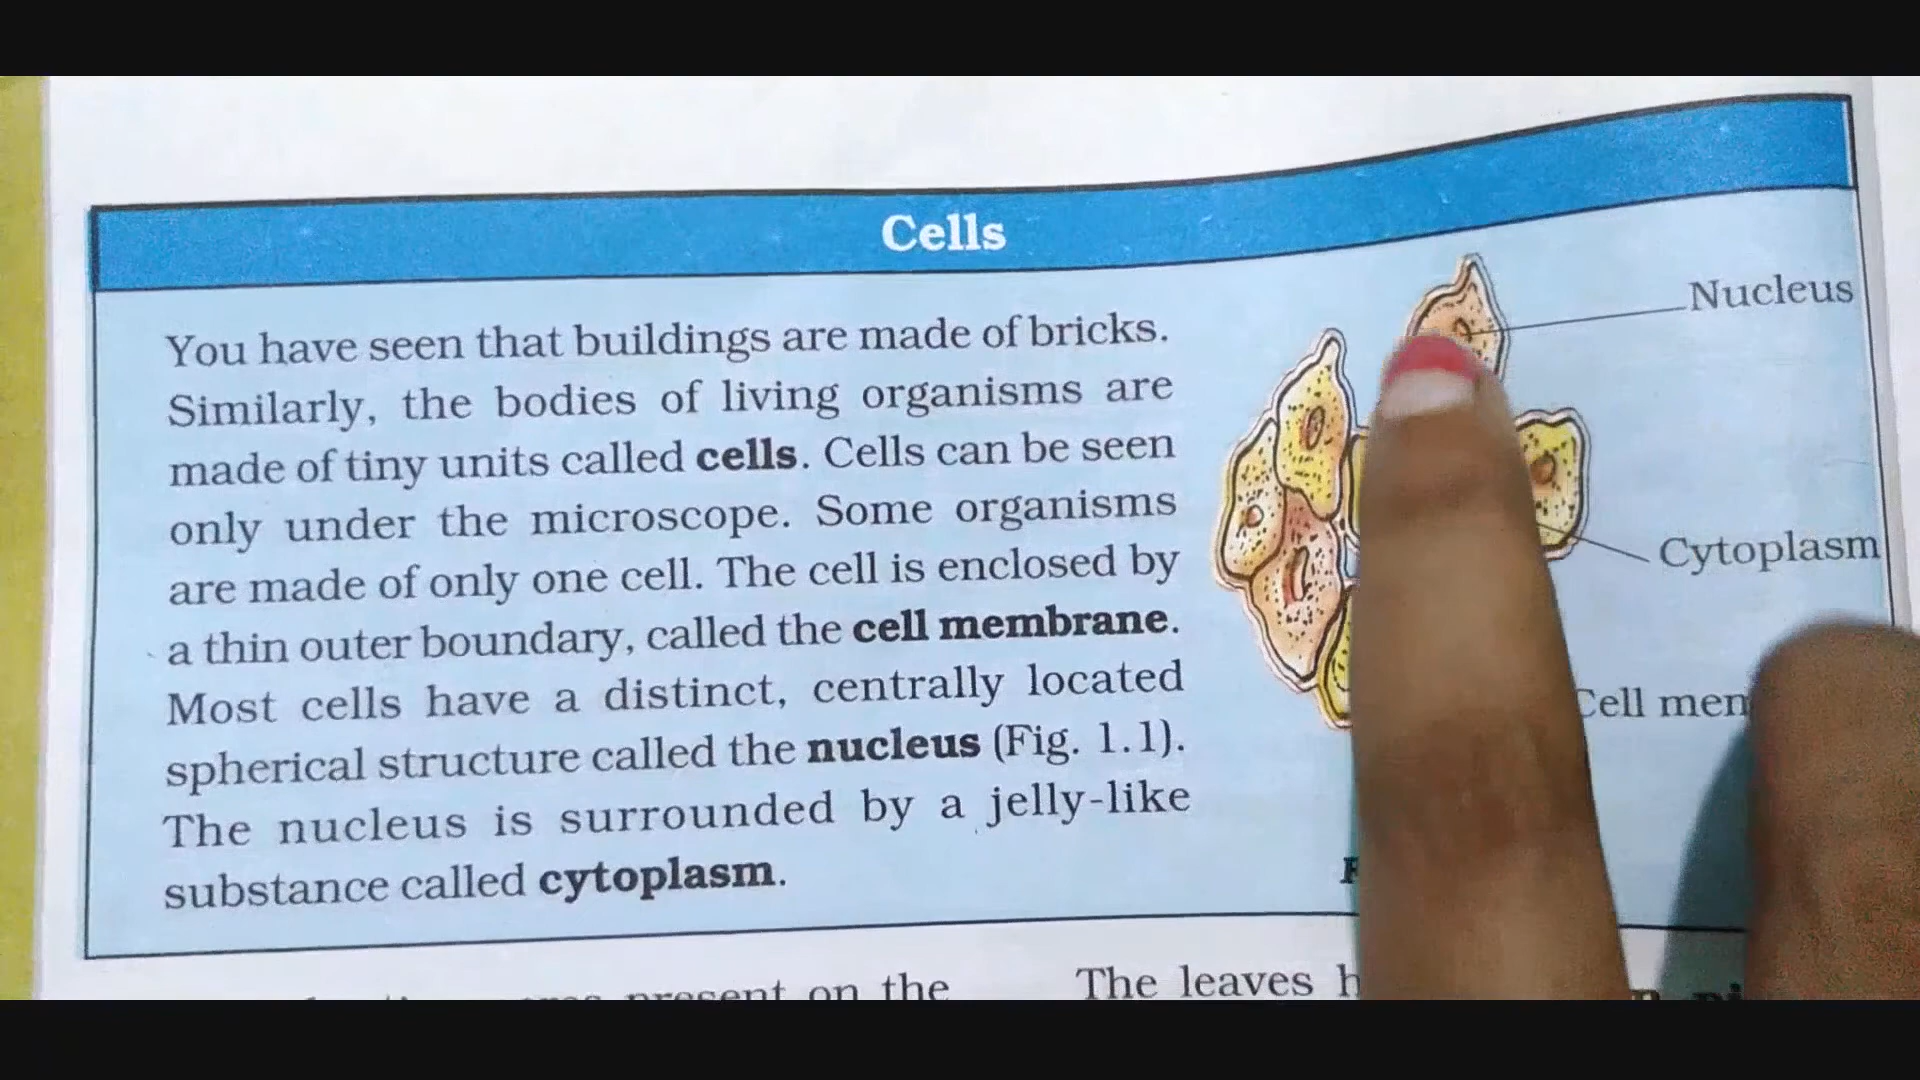 Cells
You have seen that buildings are made of bricks.
Similarly, the bodies of living organisms are
made of tiny units called cells. Cells can be seen
only under the microscope. Some organisms
are made of only one cell. The cell is enclosed by
a thin outer boundary, called the cell membrane.
Most cells have a distinct, centrally located
spherical structure called the nucleus (Fig. 1.1).
The nucleus is surrounded by a jelly-like
substance called cytoplasm.
Nucleus
Cytoplasm
Cell
present on the
The leaves